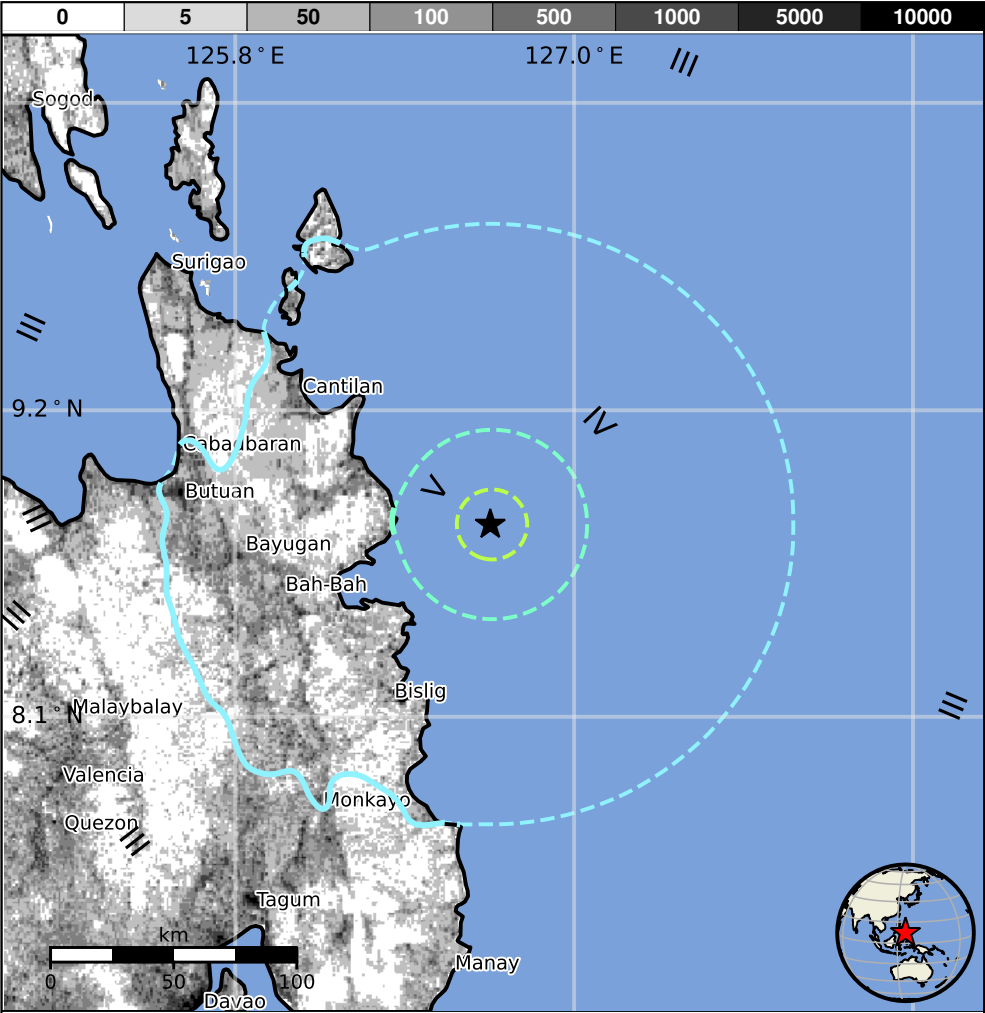 0 5 50 100 500 1000 5000 10000
125.8°E 127.0°E
III
Sogod
Surigao
III
Cantilan
9.2°N
IV
Cabadbaran
V
Butuan
III
Bayugan
Bah-Bah
III
Bislig
8.1°N
Malaybalay
III
Valencia
Monkayo
Quezon
III
Tagum
km
0 50 100
Manay
Davao